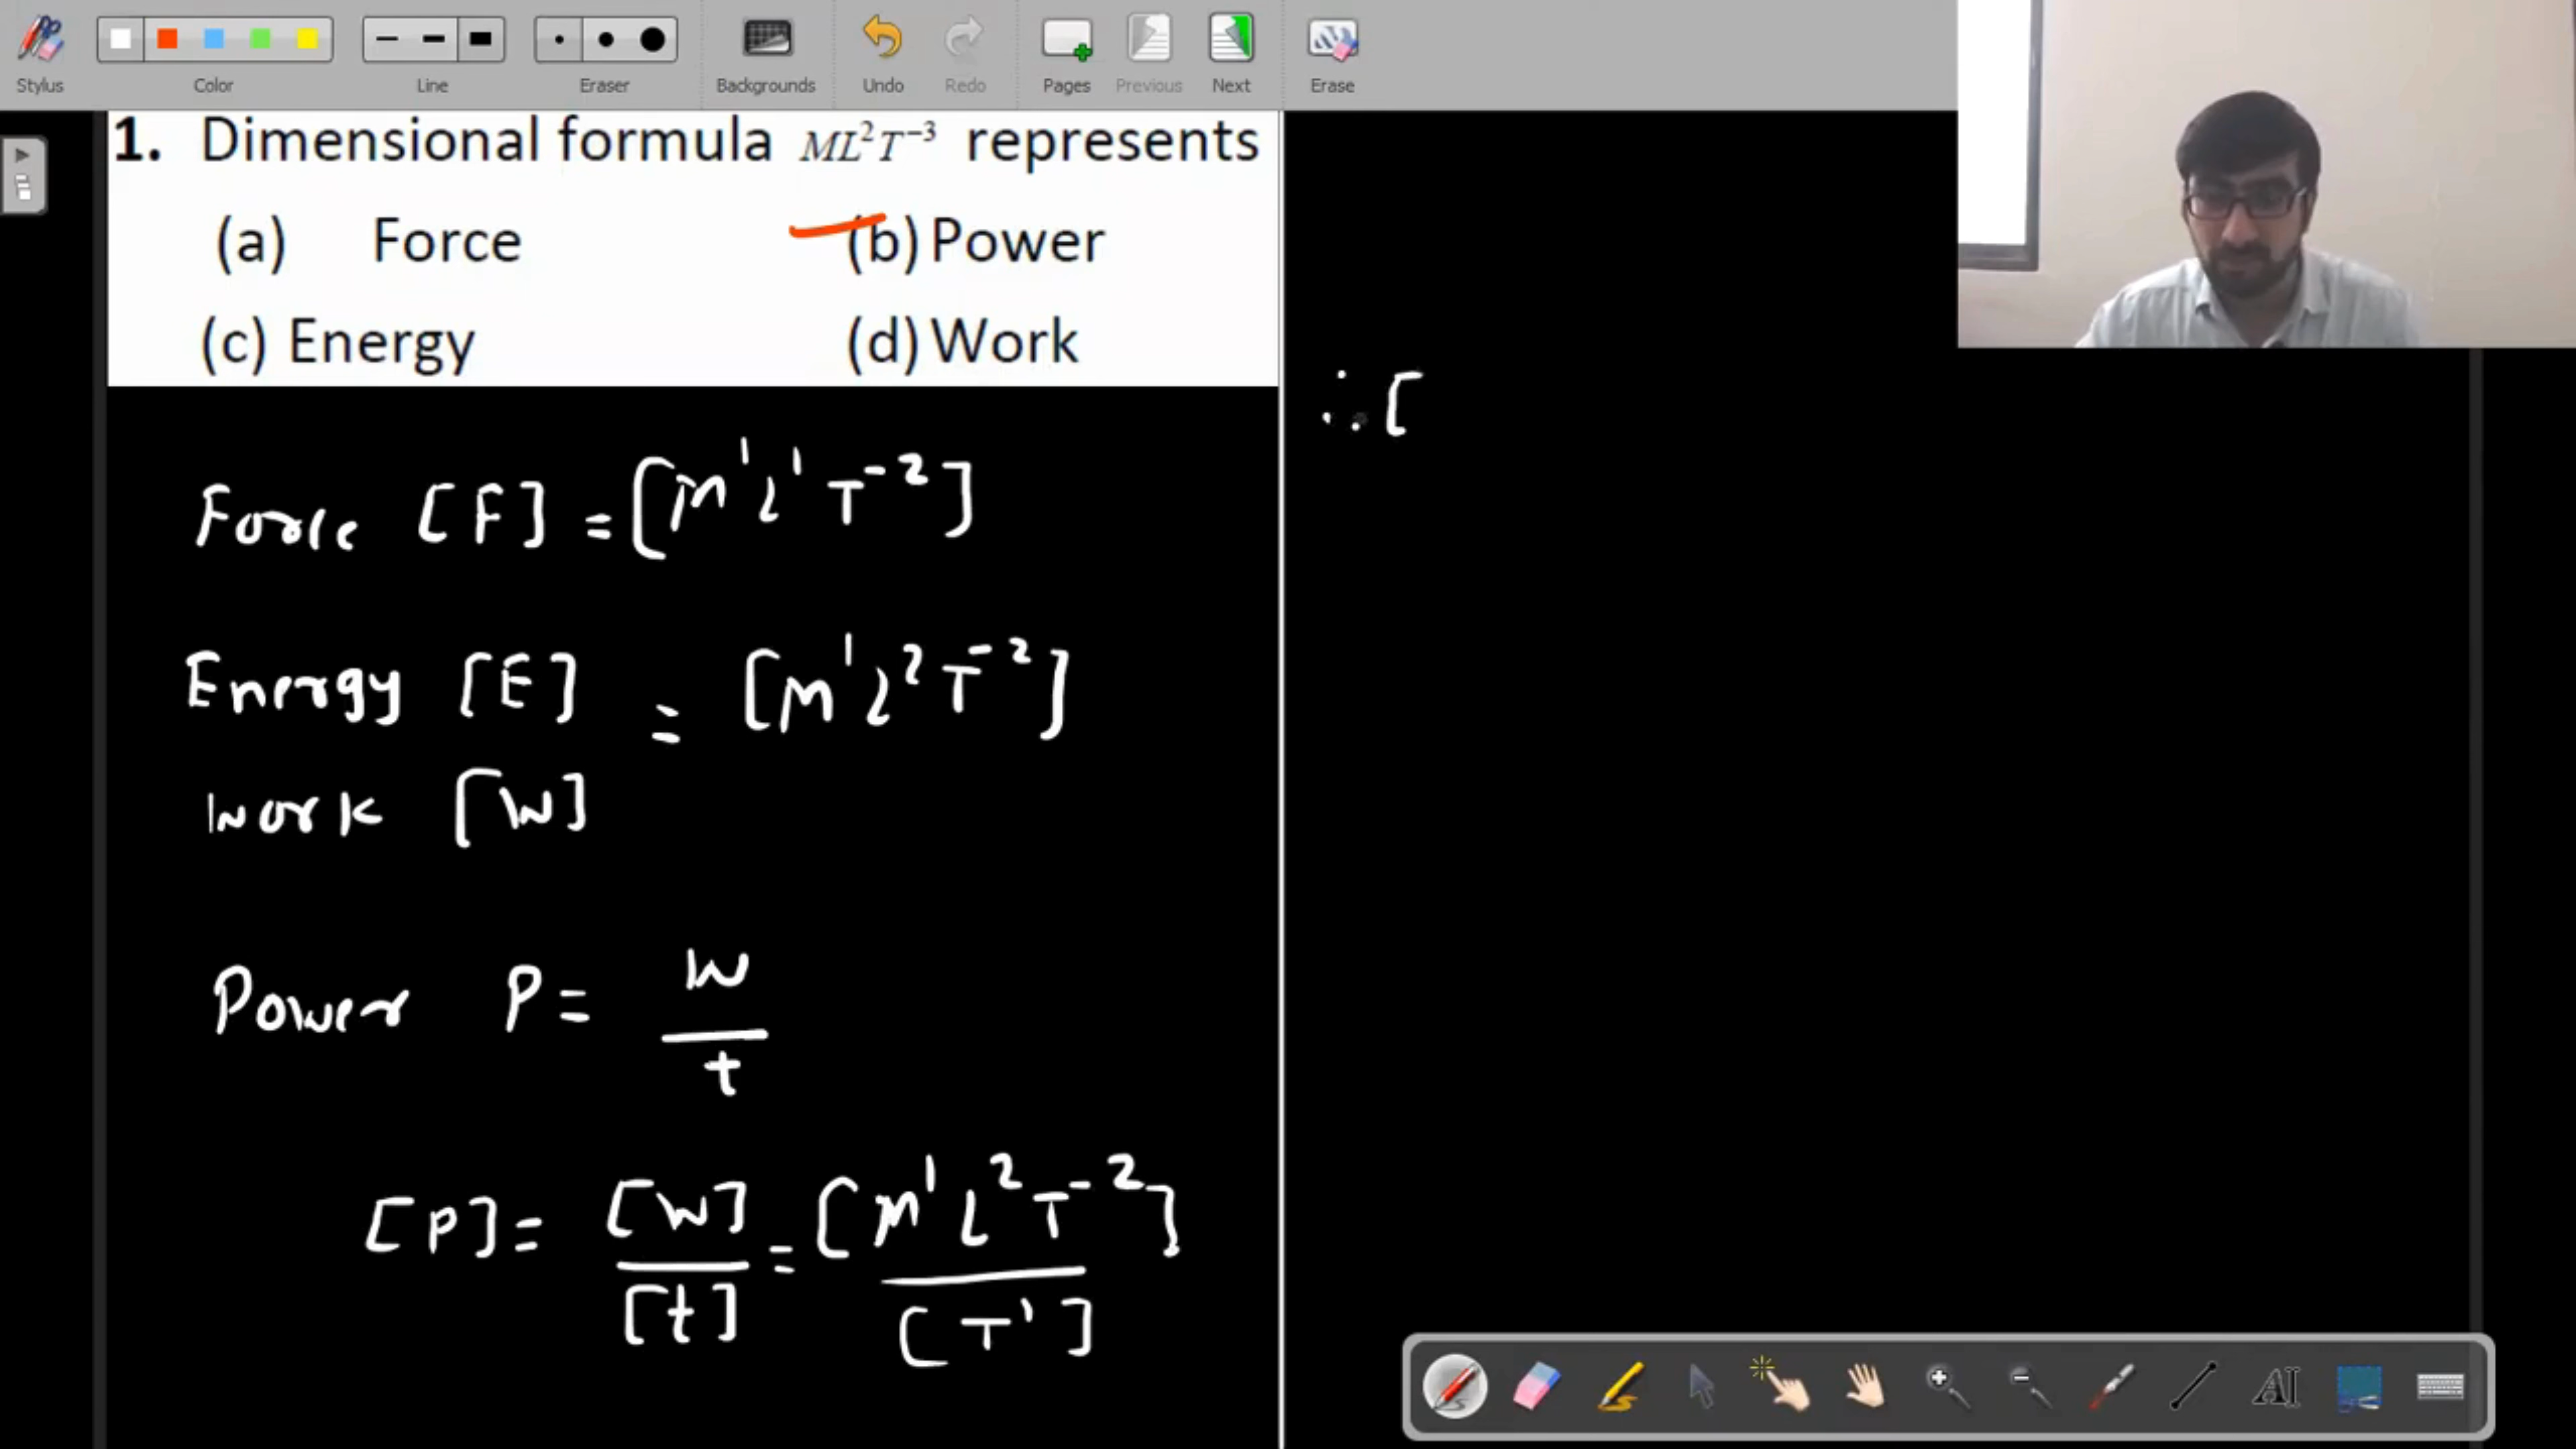 Stylus Color Line Eraser Backgrounds Undo Redo Pages Previous Next Erase
1. Dimensional formula ML²T⁻³ represents
(a) Force (b) Power
(c) Energy (d) Work
Force [F] = [M¹L¹T⁻²]
Energy [E] = [M¹L²T⁻²]
Work [W]
Power P = W/t
[P] = [W]/[t] = [M¹L²T⁻²]/[T¹]
∴ [